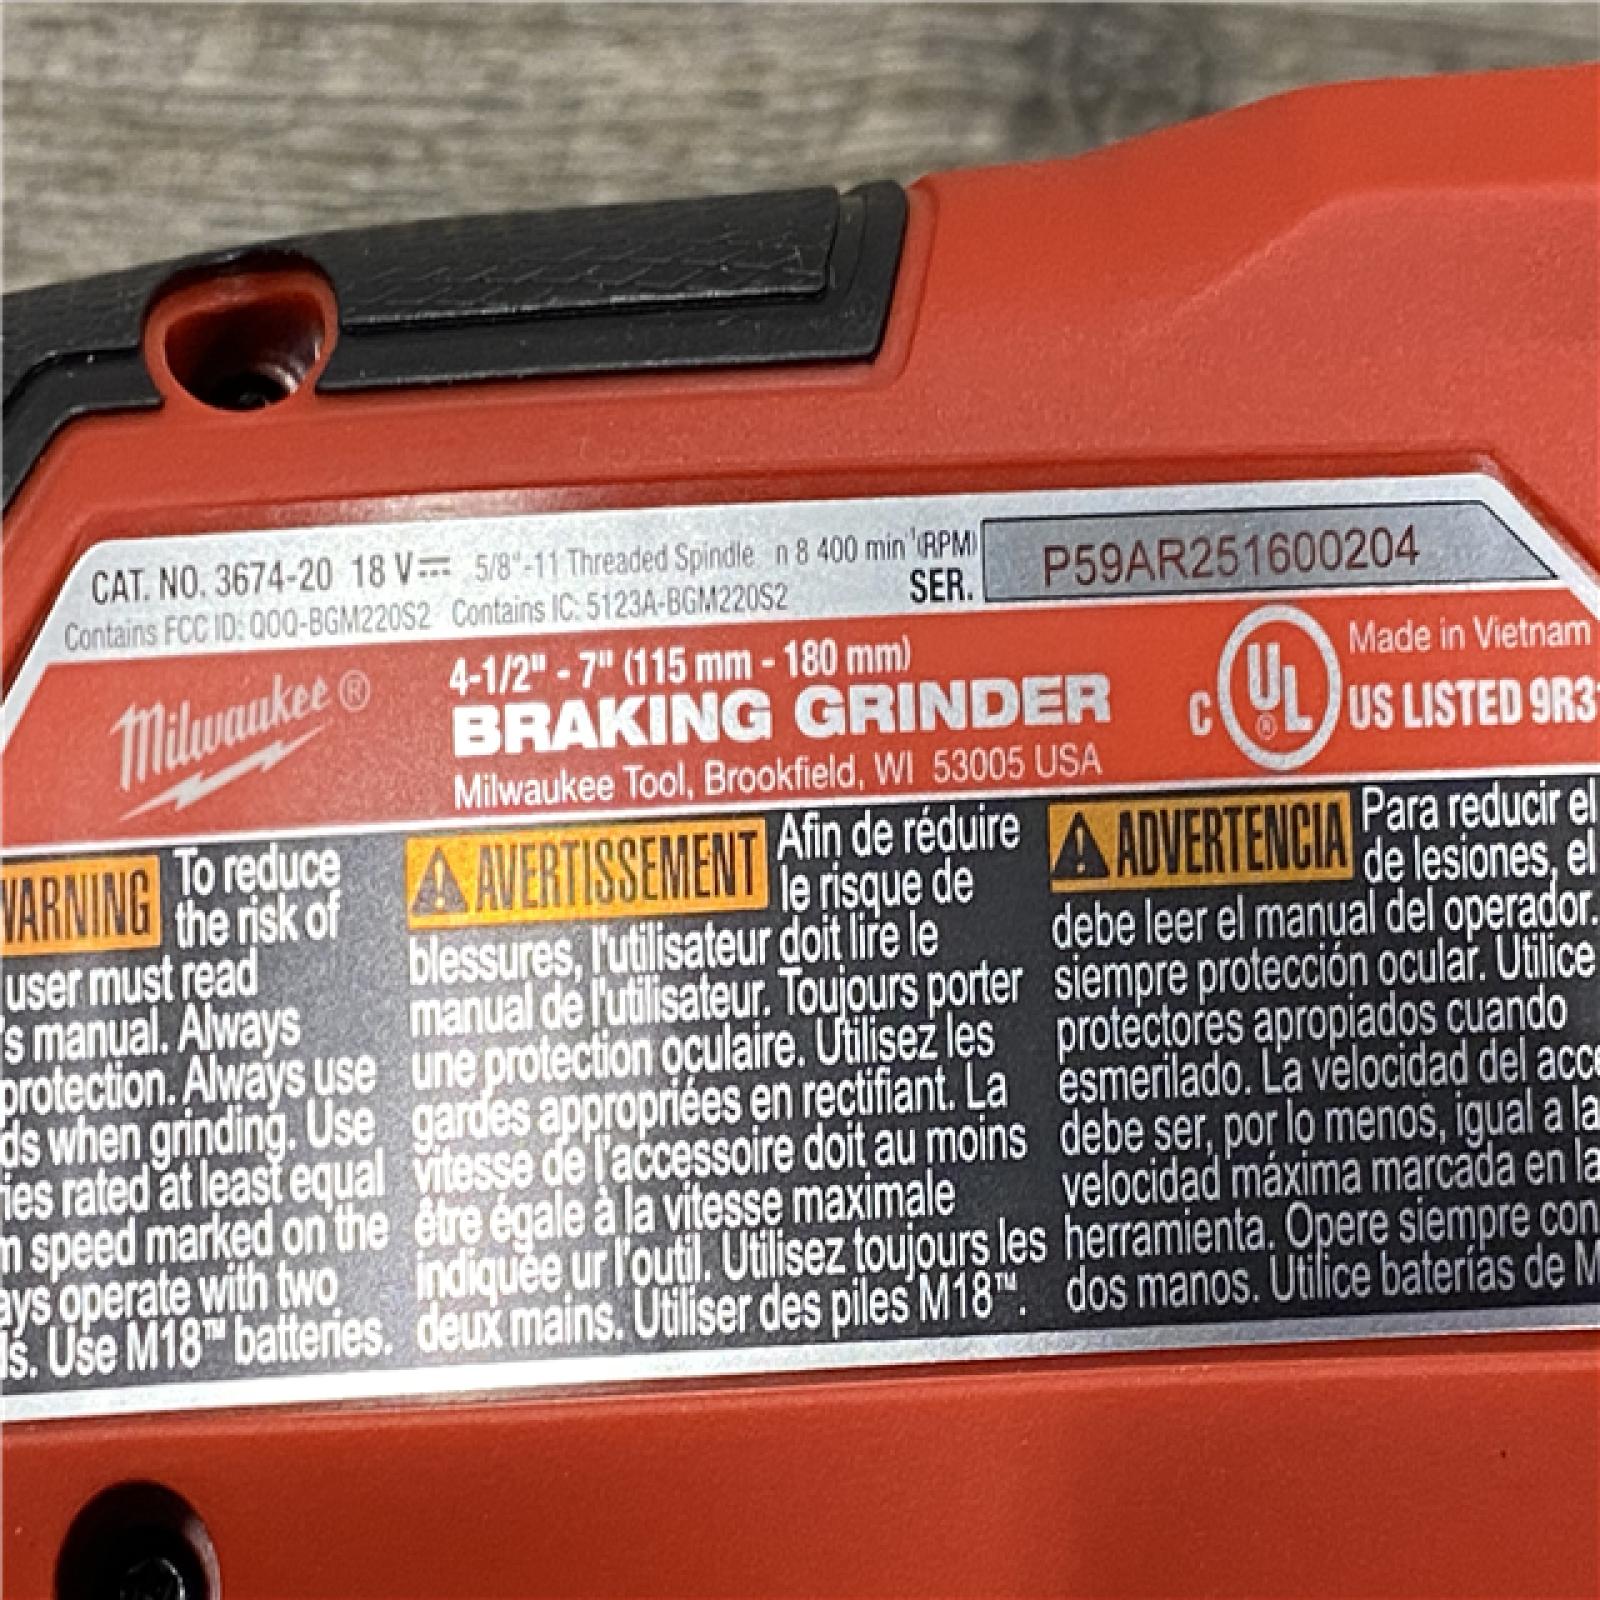 CAT. NO. 3674-20 18 V⎓ 5/8"-11 Threaded Spindle n 8 400 min⁻¹(RPM)
SER. P59AR251600204
Contains FCC ID: QOQ-BGM220S2 Contains IC: 5123A-BGM220S2
Milwaukee®
4-1/2" - 7" (115 mm - 180 mm)
BRAKING GRINDER
Milwaukee Tool, Brookfield, WI 53005 USA
C UL® US LISTED
Made in Vietnam
WARNING To reduce
the risk of
user must read
manual. Always
protection. Always use
when grinding. Use
rated at least equal
speed marked on the
operate with two
Use M18™ batteries.
AVERTISSEMENT Afin de réduire
le risque de
blessures, l'utilisateur doit lire le
manual de l'utilisateur. Toujours porter
une protection oculaire. Utilisez les
gardes appropriées en rectifiant. La
vitesse de l'accessoire doit au moins
être égale à la vitesse maximale
indiquée ur l'outil. Utilisez toujours les
deux mains. Utiliser des piles M18™.
ADVERTENCIA Para reducir el
de lesiones, el
debe leer el manual del operador.
siempre protección ocular. Utilice
protectores apropiados cuando
esmerilado. La velocidad del
debe ser, por lo menos, igual a la
velocidad máxima marcada en la
herramienta. Opere siempre con
dos manos. Utilice baterías de